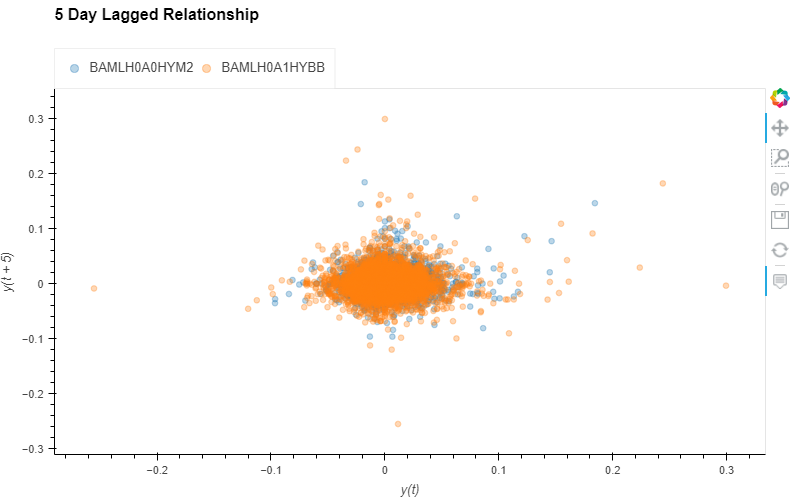 5 Day Lagged Relationship
BAMLH0A0HYM2 BAMLH0A1HYBB
0.3
0.2
0.1
0
−0.1
−0.2
−0.3
y(t + 5)
−0.2 −0.1 0 0.1 0.2 0.3
y(t)